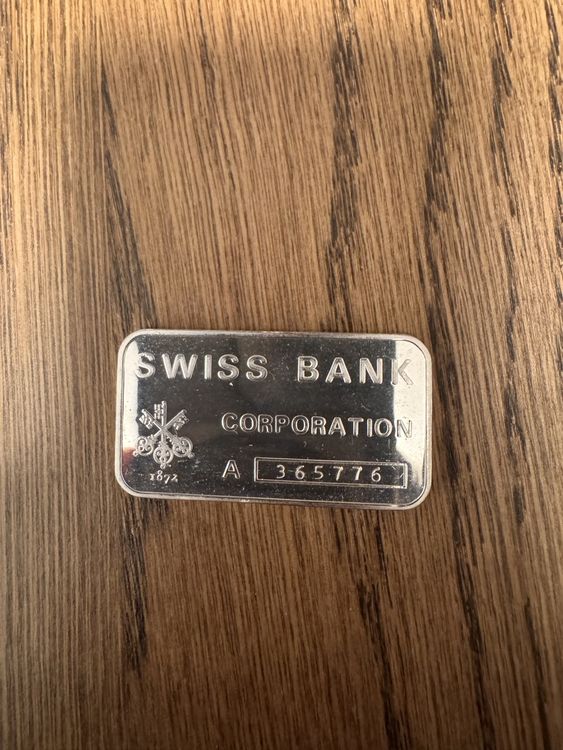 SWISS BANK
CORPORATION
1872
A 365776